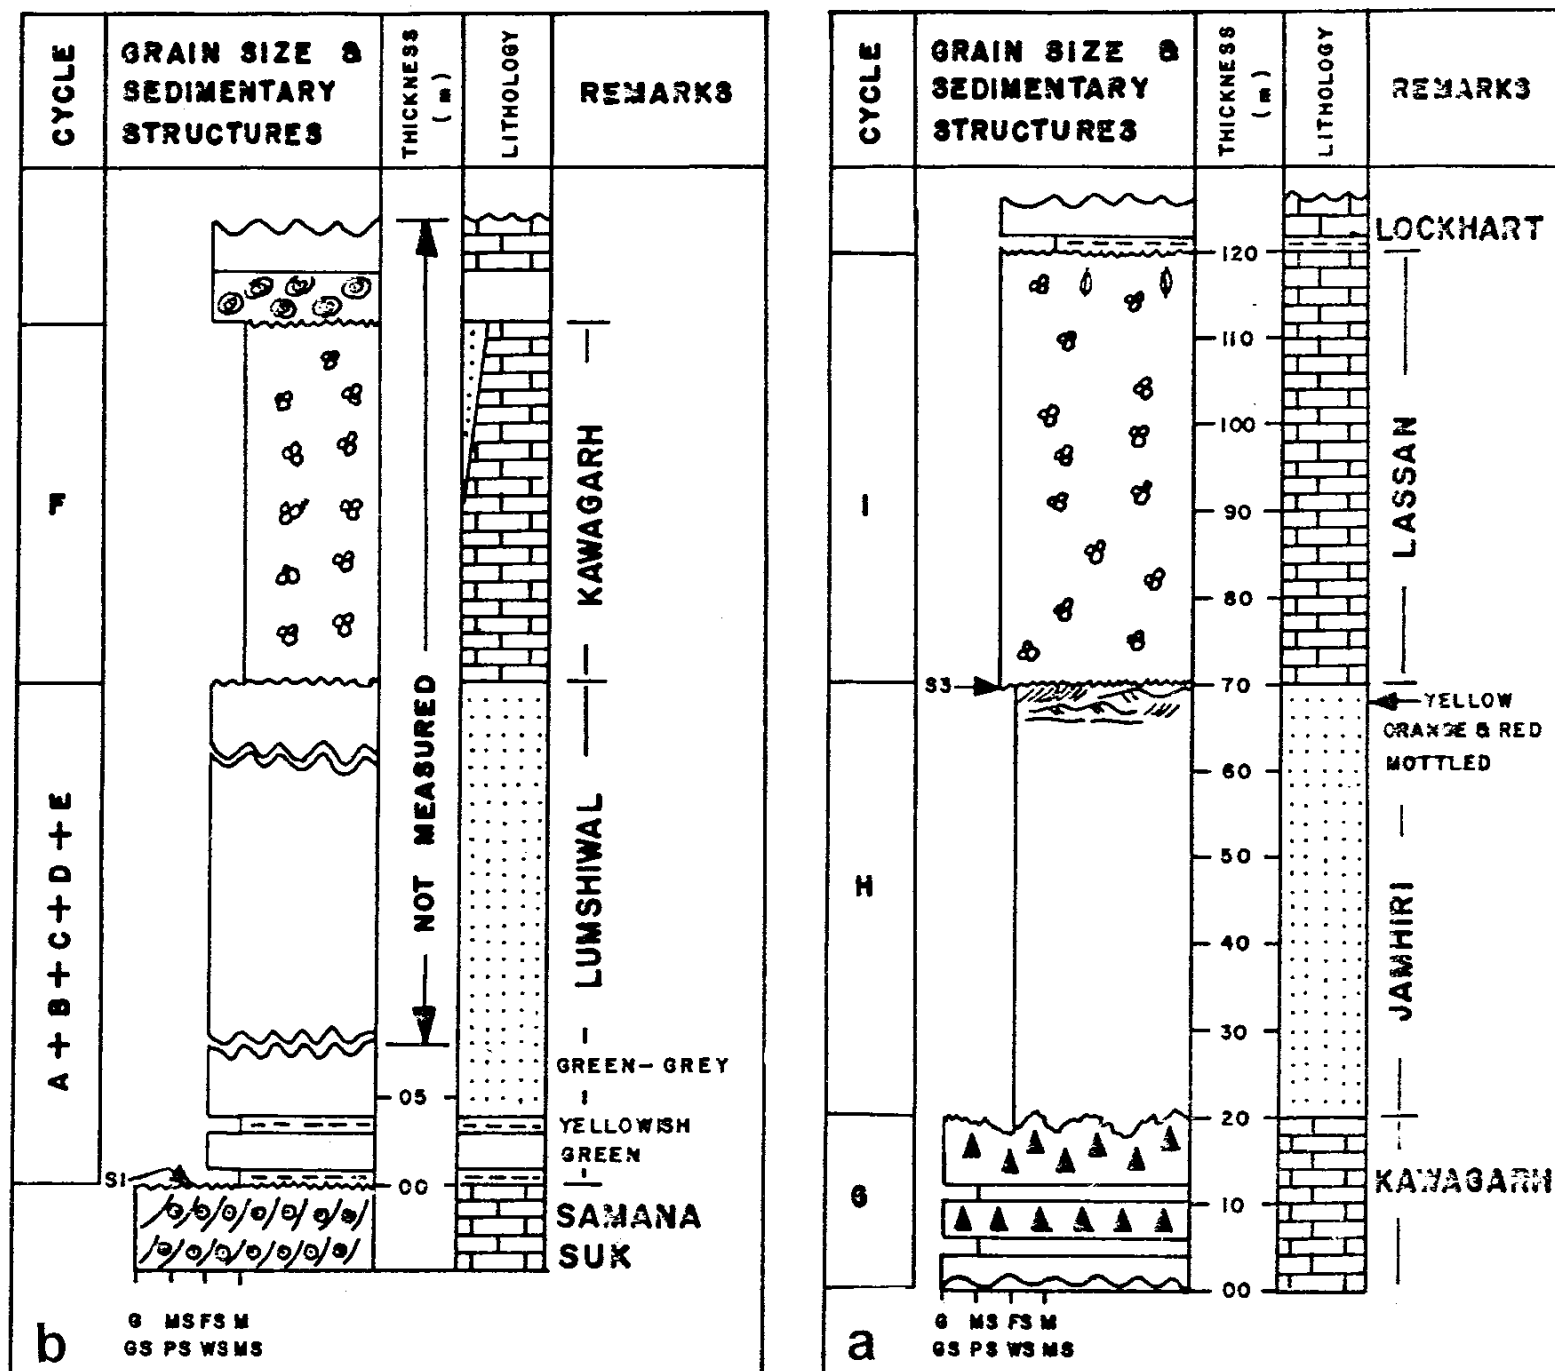 CYCLE
GRAIN SIZE &
SEDIMENTARY
STRUCTURES
THICKNESS
(m)
LITHOLOGY
REMARKS
F
A+B+C+D+E
NOT MEASURED
KAWAGARH
LUMSHIWAL
GREEN-GREY
05
YELLOWISH
GREEN
S1
00
SAMANA
SUK
G MS FS M
GS PS WS MS
b
CYCLE
GRAIN SIZE &
SEDIMENTARY
STRUCTURES
THICKNESS
(m)
LITHOLOGY
REMARKS
LOCKHART
120
110
100
90
80
70
60
50
40
30
20
10
00
I
H
G
S3
LASSAN
YELLOW
ORANGE & RED
MOTTLED
JAMHIRI
KAWAGARH
G MS FS M
GS PS WS MS
a